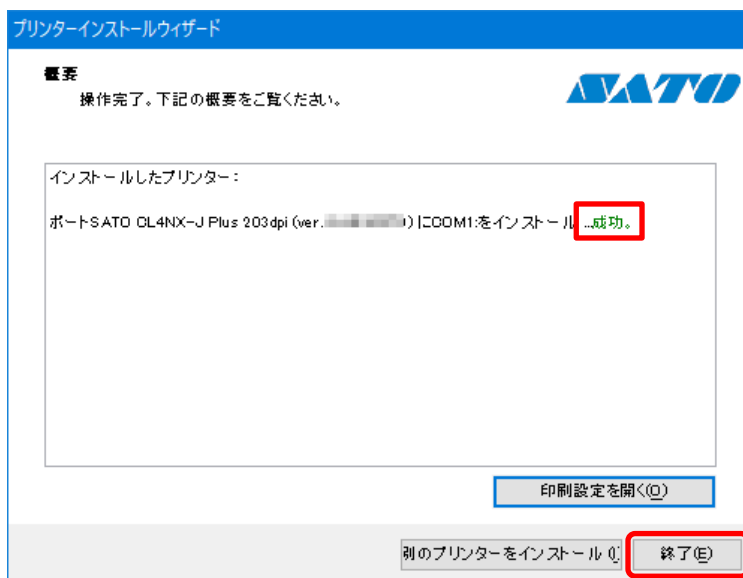 プリンターインストールウィザード
概要
操作完了。下記の概要をご覧ください。
SATO
インストールしたプリンター：
ポートSATO CL4NX-J Plus 203dpi (ver. ) にCOM1:をインストール ...成功。
印刷設定を開く(O)
別のプリンターをインストール (I)
終了(E)